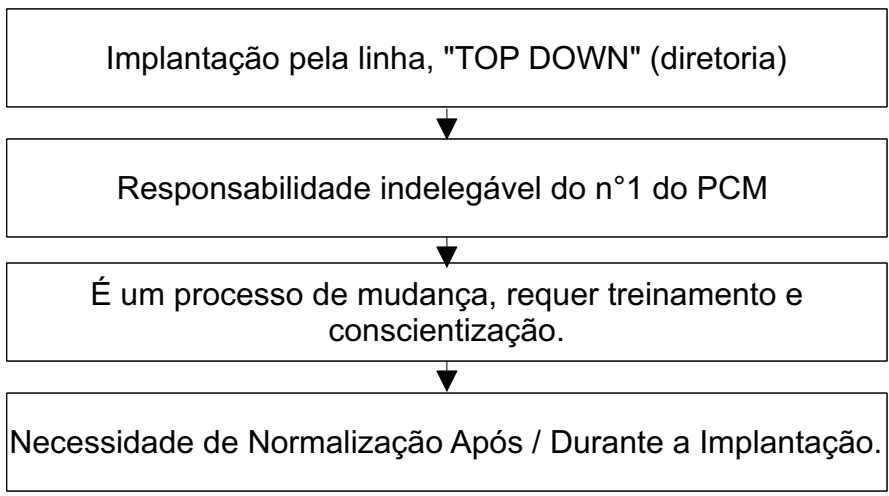 Implantação pela linha, "TOP DOWN" (diretoria)
Responsabilidade indelegável do n°1 do PCM
É um processo de mudança, requer treinamento e
conscientização.
Necessidade de Normalização Após / Durante a Implantação.